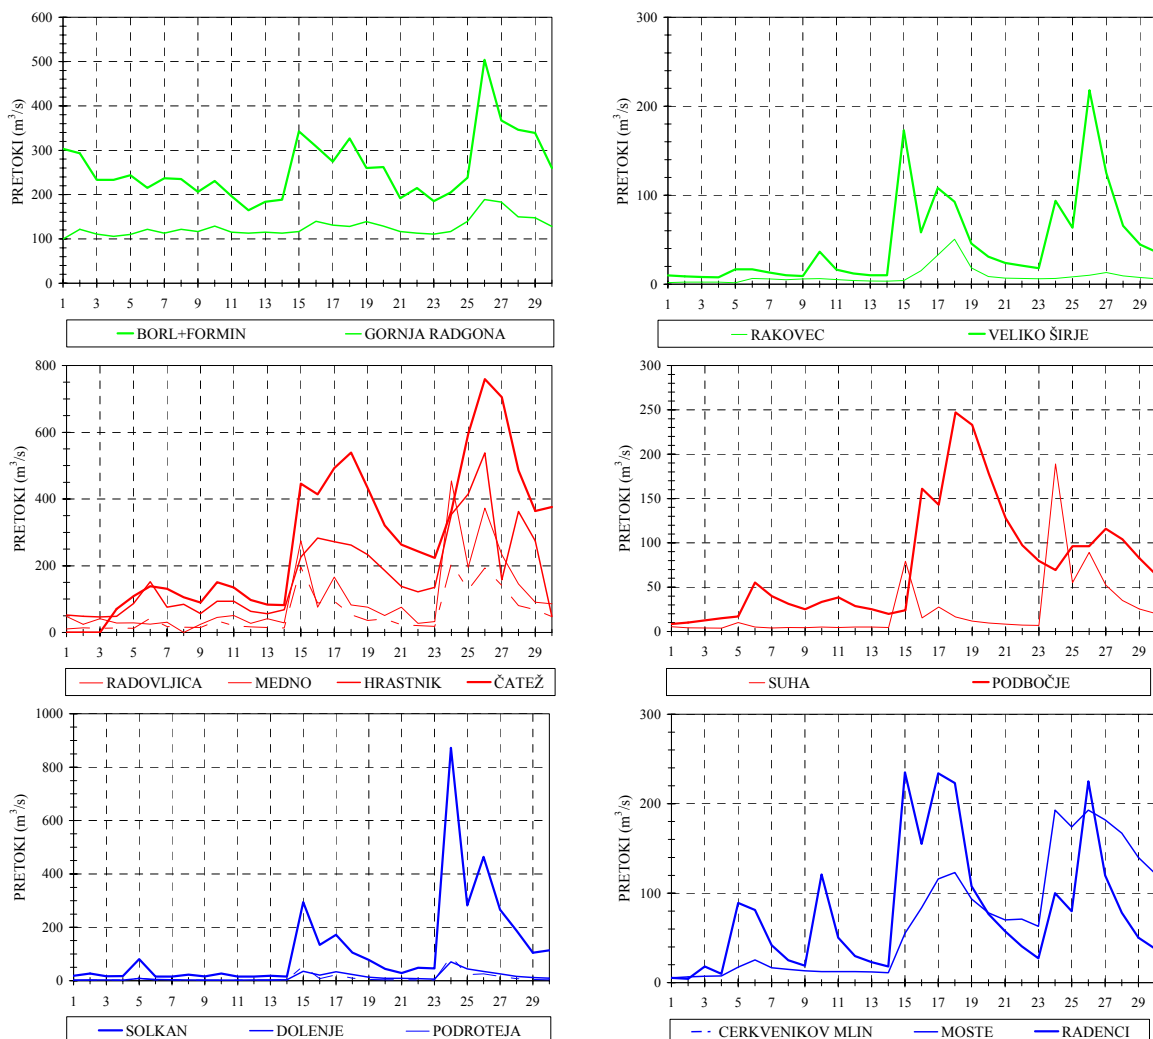 PRETOKI (m³/s)
600
500
400
300
200
100
0
1 3 5 7 9 11 13 15 17 19 21 23 25 27 29
BORL+FORMIN GORNJA RADGONA
PRETOKI (m³/s)
300
200
100
0
1 3 5 7 9 11 13 15 17 19 21 23 25 27 29
RAKOVEC VELIKO ŠIRJE
PRETOKI (m³/s)
800
600
400
200
0
1 3 5 7 9 11 13 15 17 19 21 23 25 27 29
RADOVLJICA MEDNO HRASTNIK ČATEŽ
PRETOKI (m³/s)
300
250
200
150
100
50
0
1 3 5 7 9 11 13 15 17 19 21 23 25 27 29
SUHA PODBOČJE
PRETOKI (m³/s)
1000
800
600
400
200
0
1 3 5 7 9 11 13 15 17 19 21 23 25 27 29
SOLKAN DOLENJE PODROTEJA
PRETOKI (m³/s)
300
200
100
0
1 3 5 7 9 11 13 15 17 19 21 23 25 27 29
CERKVENIKOV MLIN MOSTE RADENCI